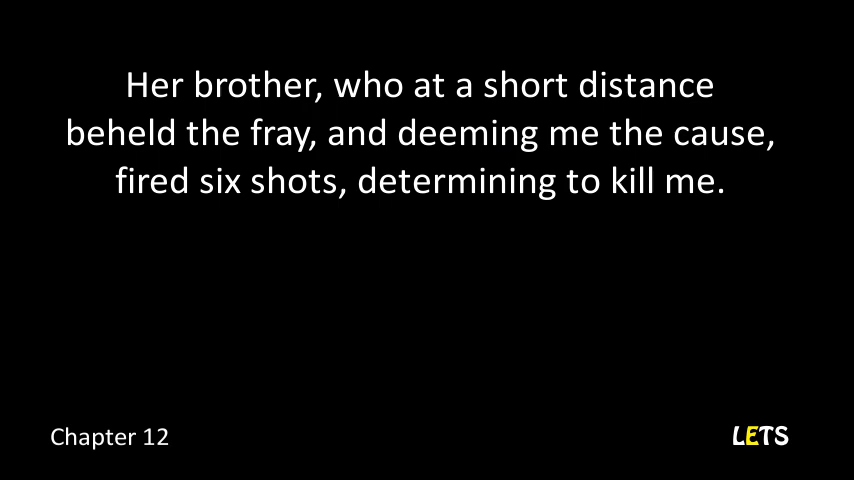 Her brother, who at a short distance
beheld the fray, and deeming me the cause,
fired six shots, determining to kill me.
Chapter 12
LETS